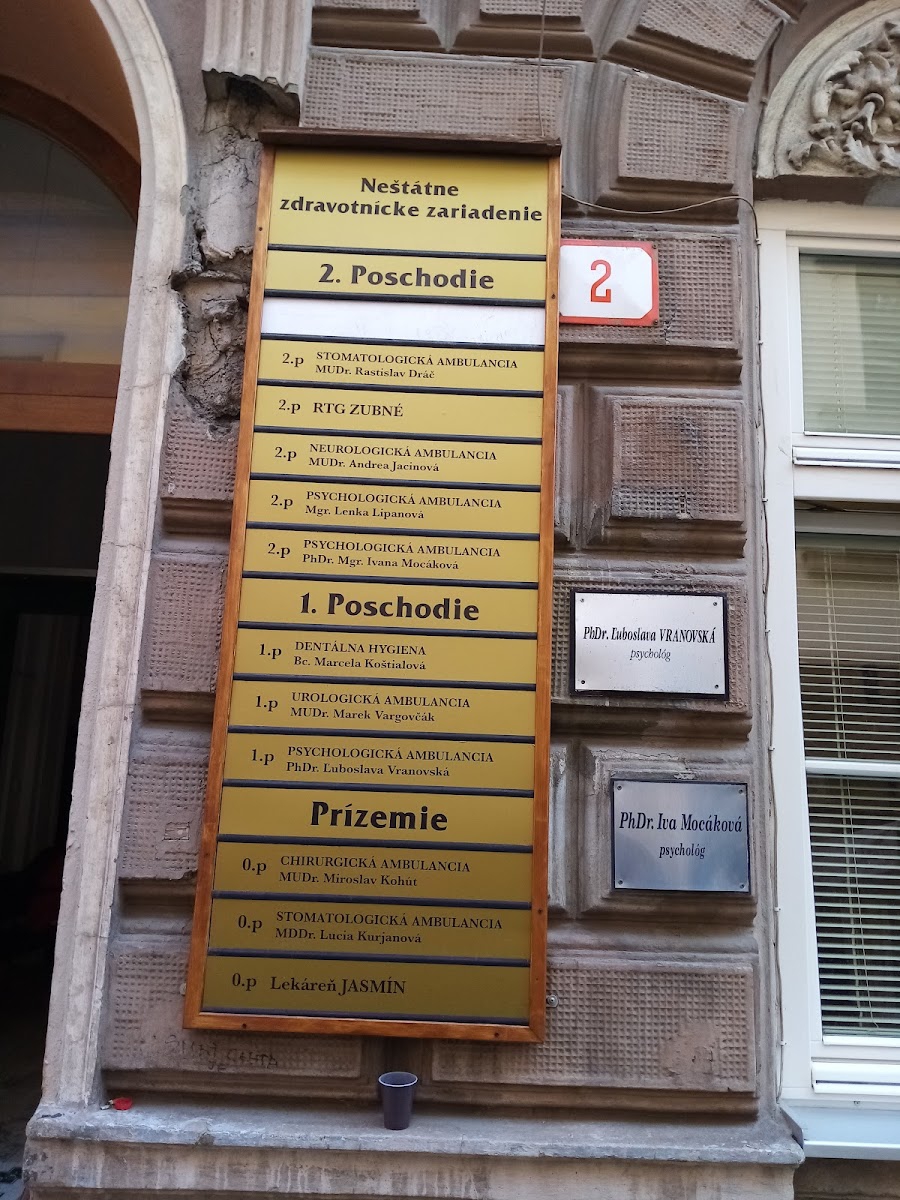 Neštátne
zdravotnícke zariadenie
2. Poschodie
2
2.p STOMATOLOGICKÁ AMBULANCIA
MUDr. Rastislav Dráč
2.p RTG ZUBNÉ
2.p NEUROLOGICKÁ AMBULANCIA
MUDr. Andrea Jacinová
2.p PSYCHOLOGICKÁ AMBULANCIA
Mgr. Lenka Lipanová
2.p PSYCHOLOGICKÁ AMBULANCIA
PhDr. Mgr. Ivana Mocáková
1. Poschodie
1.p DENTÁLNA HYGIENA
Bc. Marcela Koštialová
1.p UROLOGICKÁ AMBULANCIA
MUDr. Marek Vargovčák
1.p PSYCHOLOGICKÁ AMBULANCIA
PhDr. Ľuboslava Vranovská
Prízemie
0.p CHIRURGICKÁ AMBULANCIA
MUDr. Miroslav Kohút
0.p STOMATOLOGICKÁ AMBULANCIA
MDDr. Lucia Kurjanová
0.p Lekáreň JASMÍN
PhDr. Ľuboslava VRANOVSKÁ
psychológ
PhDr. Iva Mocáková
psychológ